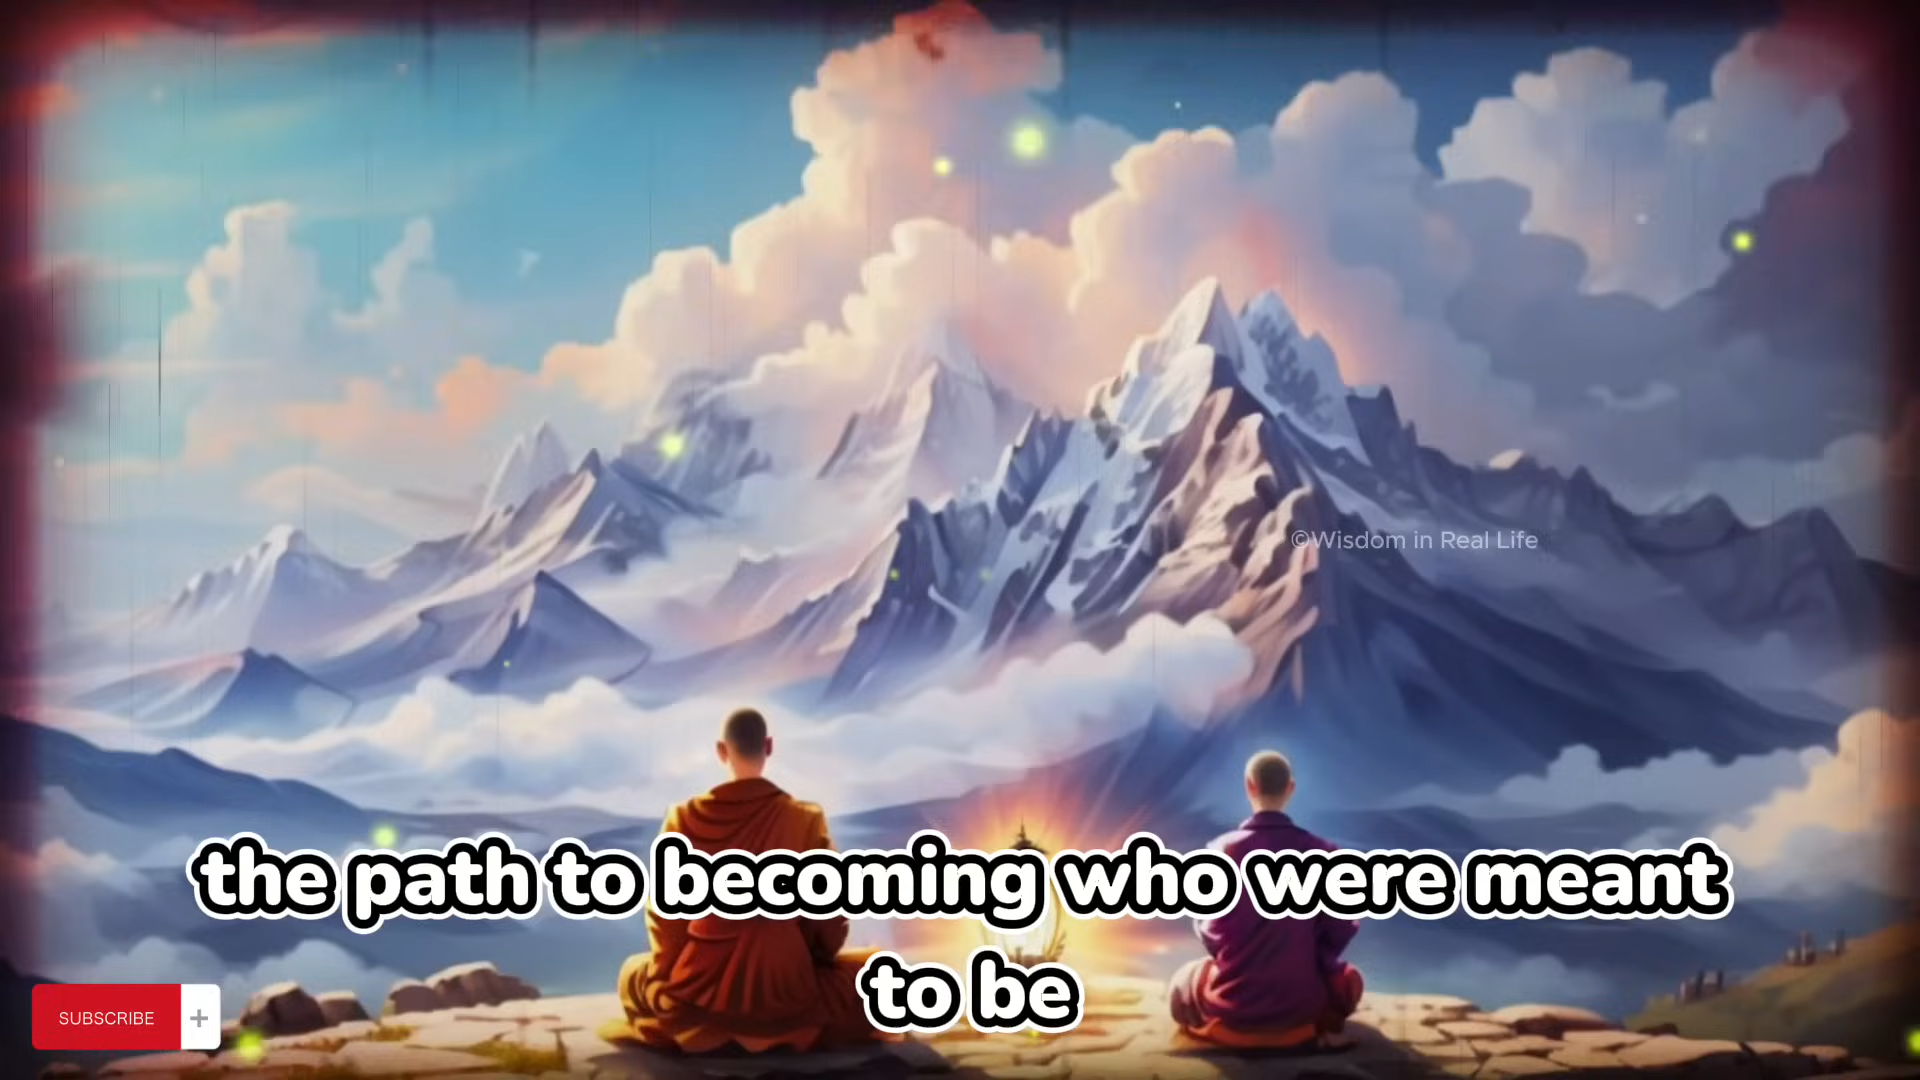 ©Wisdom in Real Life
the path to becoming who were meant
to be
SUBSCRIBE +